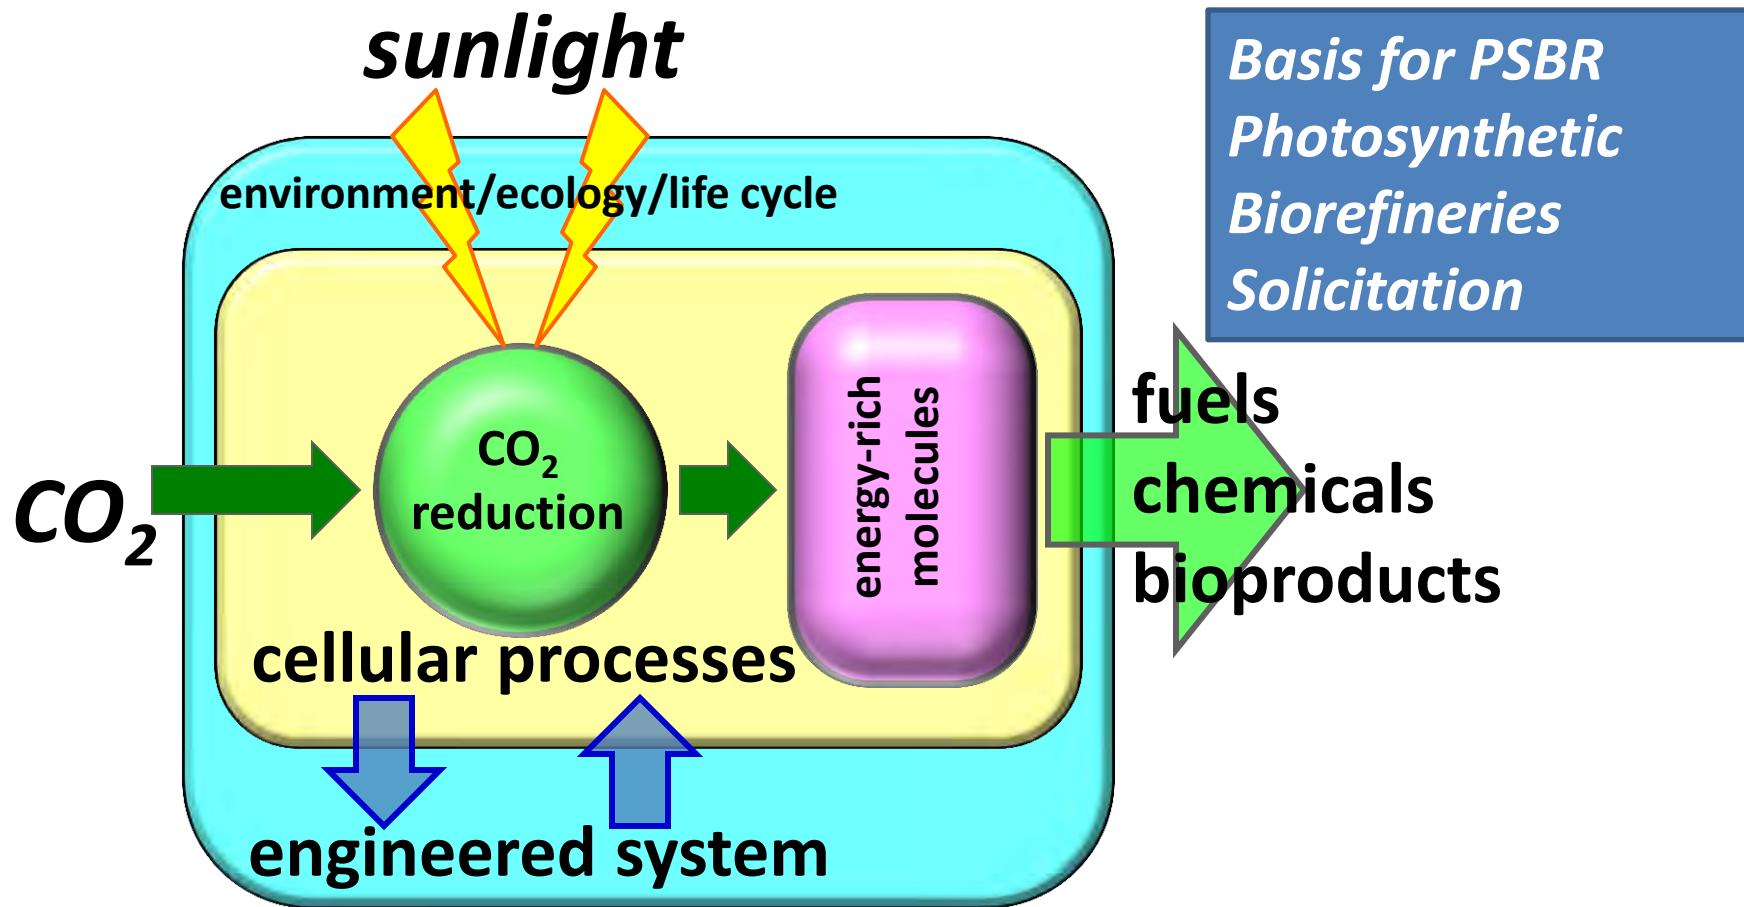 sunlight
Basis for PSBR
Photosynthetic
Biorefineries
Solicitation
environment/ecology/life cycle
CO₂
CO₂
reduction
energy-rich
molecules
fuels
chemicals
bioproducts
cellular processes
engineered system